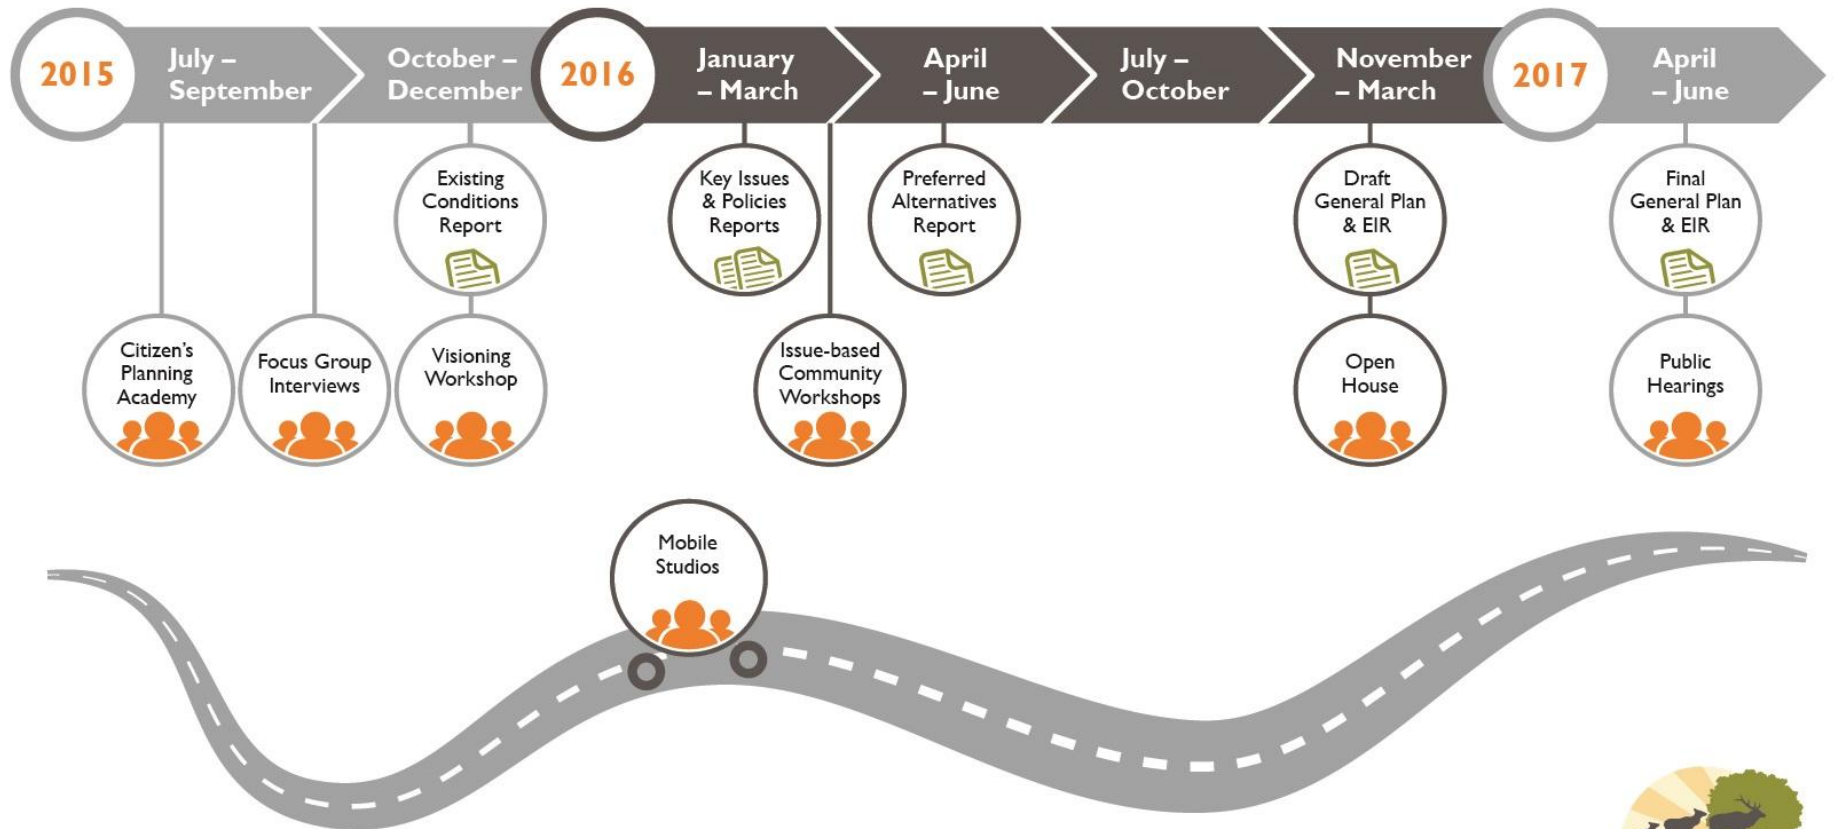 2015
July –
September
October –
December
2016
January
– March
April
– June
July –
October
November
– March
2017
April
– June
Existing
Conditions
Report
Key Issues
& Policies
Reports
Preferred
Alternatives
Report
Draft
General Plan
& EIR
Final
General Plan
& EIR
Citizen's
Planning
Academy
Focus Group
Interviews
Visioning
Workshop
Issue-based
Community
Workshops
Open
House
Public
Hearings
Mobile
Studios